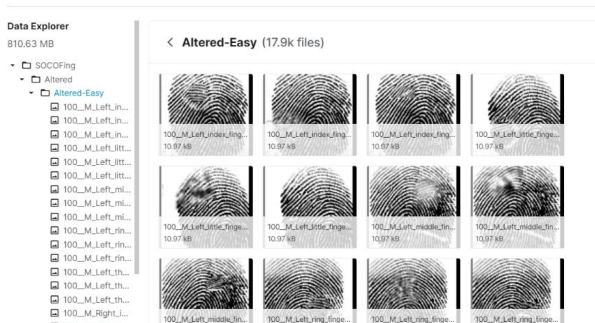 Data Explorer
810.63 MB
SOCOFing
Altered
Altered-Easy
100__M_Left_in...
100__M_Left_in...
100__M_Left_in...
100__M_Left_litt...
100__M_Left_litt...
100__M_Left_litt...
100__M_Left_mi...
100__M_Left_mi...
100__M_Left_mi...
100__M_Left_rin...
100__M_Left_rin...
100__M_Left_rin...
100__M_Left_th...
100__M_Left_th...
100__M_Left_th...
100__M_Right_i...
< Altered-Easy (17.9k files)
100__M_Left_index_fing... 100__M_Left_index_fing... 100__M_Left_index_fing... 100__M_Left_little_finge...
10.97 kB 10.97 kB 10.97 kB 10.97 kB
100__M_Left_little_finge... 100__M_Left_little_finge... 100__M_Left_middle_fin... 100__M_Left_middle_fin...
10.97 kB 10.97 kB 10.97 kB 10.97 kB
100__M_Left_middle_fin... 100__M_Left_ring_finge... 100__M_Left_ring_finge... 100__M_Left_ring_finge...